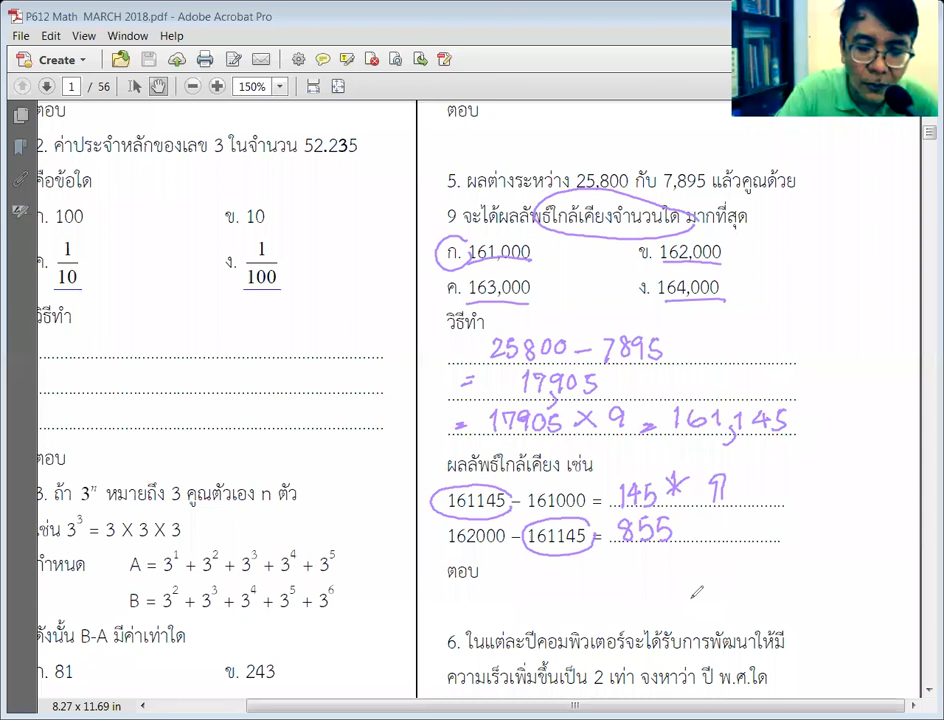 P612 Math MARCH 2018.pdf - Adobe Acrobat Pro
File Edit View Window Help
Create
1 / 56 150%
ตอบ
2. ค่าประจำหลักของเลข 3 ในจำนวน 52.235
คือข้อใด
ก. 100 ข. 10
ค. 1/10 ง. 1/100
วิธีทำ
ตอบ
3. ถ้า 3ⁿ หมายถึง 3 คูณตัวเอง n ตัว
เช่น 3³ = 3 X 3 X 3
กำหนด A = 3¹ + 3² + 3³ + 3⁴ + 3⁵
B = 3² + 3³ + 3⁴ + 3⁵ + 3⁶
ดังนั้น B-A มีค่าเท่าใด
ก. 81 ข. 243
ตอบ
5. ผลต่างระหว่าง 25,800 กับ 7,895 แล้วคูณด้วย
9 จะได้ผลลัพธ์ใกล้เคียงจำนวนใด มากที่สุด
ก. 161,000 ข. 162,000
ค. 163,000 ง. 164,000
วิธีทำ
25800 – 7895
= 17,905
= 17905 × 9 = 161,145
ผลลัพธ์ใกล้เคียง เช่น
161145 – 161000 = 145 * ก
162000 – 161145 = 855
ตอบ
6. ในแต่ละปีคอมพิวเตอร์จะได้รับการพัฒนาให้มี
ความเร็วเพิ่มขึ้นเป็น 2 เท่า จงหาว่า ปี พ.ศ.ใด
8.27 x 11.69 in